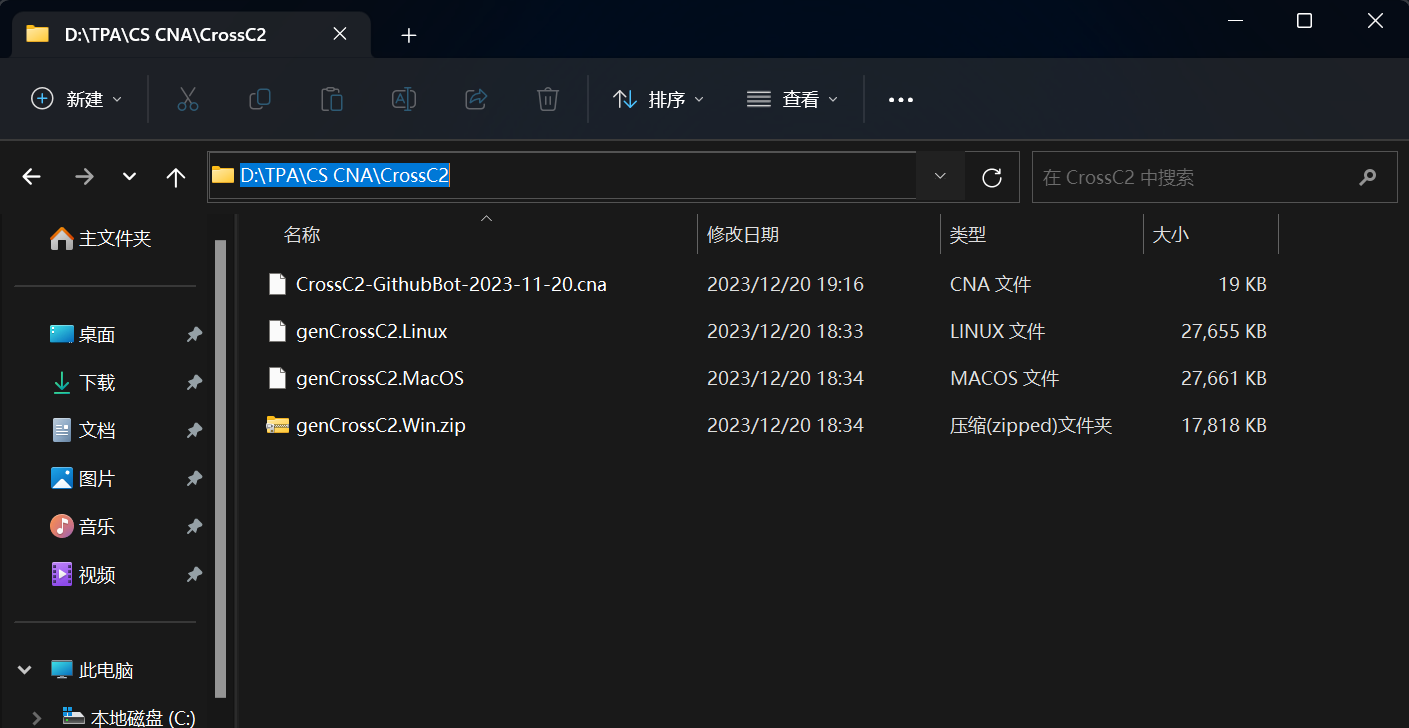 D:\TPA\CS CNA\CrossC2
新建
排序
查看
D:\TPA\CS CNA\CrossC2
在 CrossC2 中搜索
主文件夹
桌面
下载
文档
图片
音乐
视频
此电脑
本地磁盘 (C:)
名称 修改日期 类型 大小
CrossC2-GithubBot-2023-11-20.cna 2023/12/20 19:16 CNA 文件 19 KB
genCrossC2.Linux 2023/12/20 18:33 LINUX 文件 27,655 KB
genCrossC2.MacOS 2023/12/20 18:34 MACOS 文件 27,661 KB
genCrossC2.Win.zip 2023/12/20 18:34 压缩(zipped)文件夹 17,818 KB